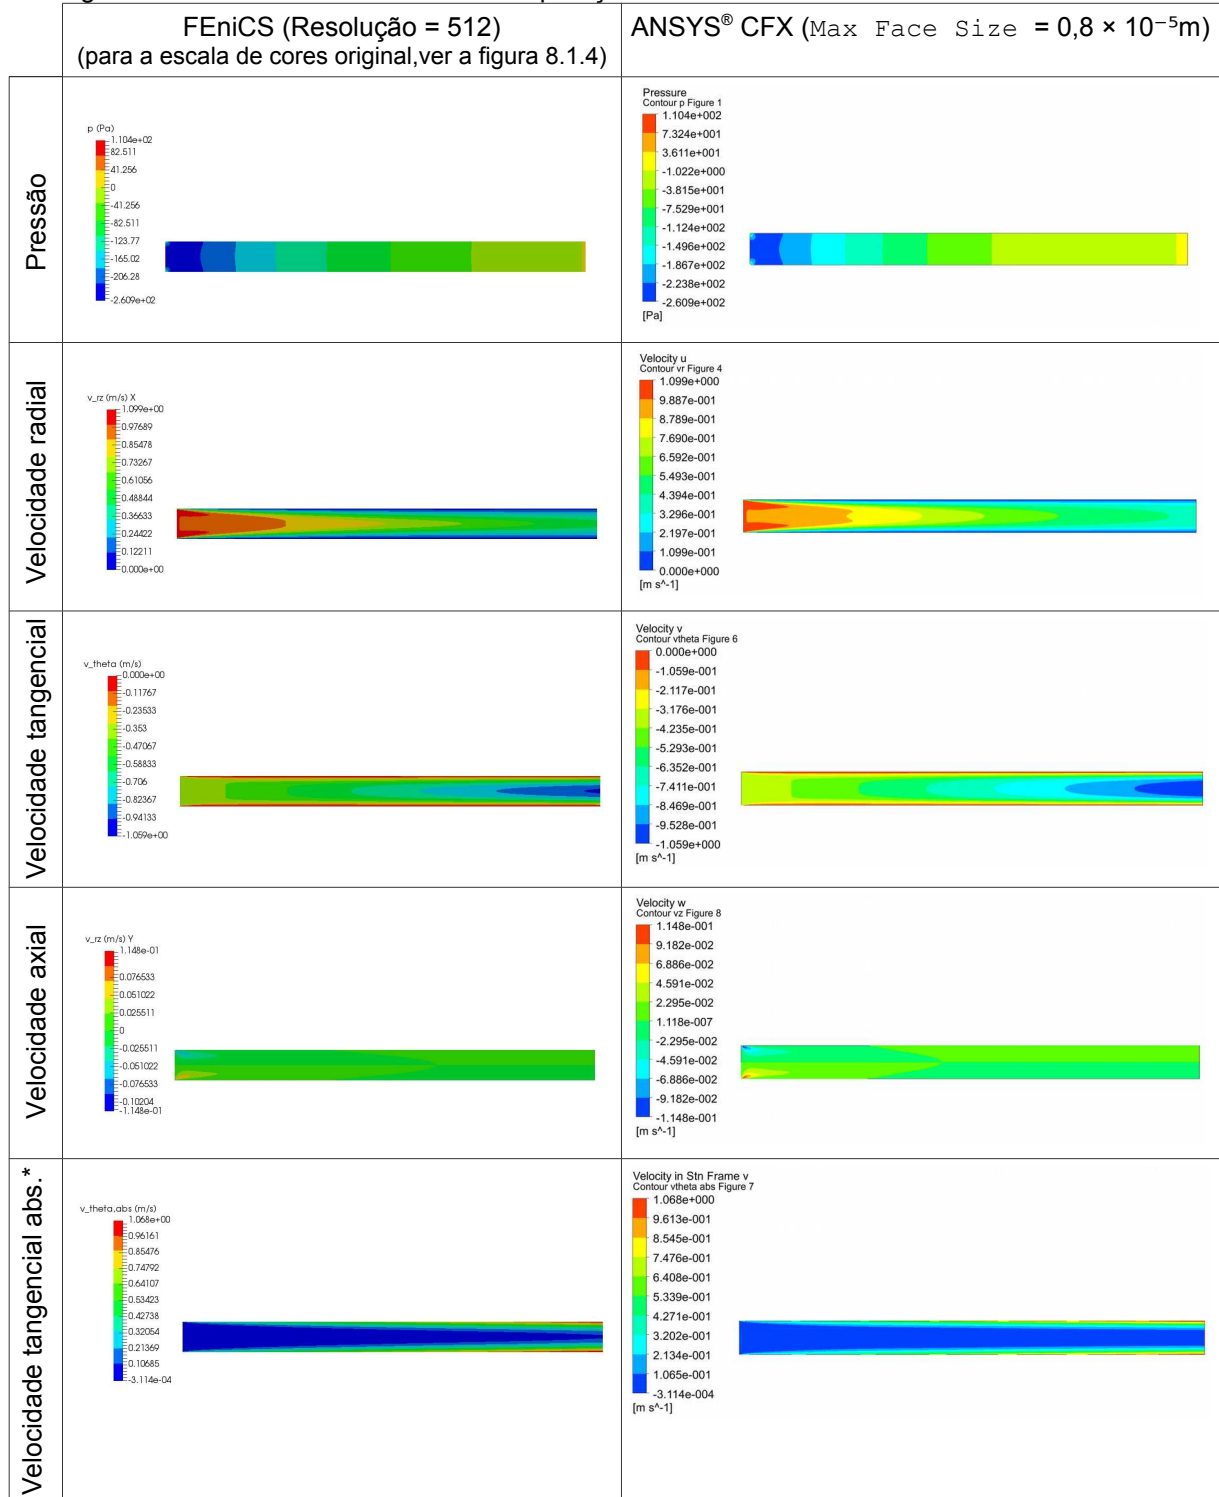 FEniCS (Resolução = 512)
(para a escala de cores original,ver a figura 8.1.4)
ANSYS® CFX (Max Face Size = 0,8 × 10⁻⁵m)
Pressão
p (Pa)
1.104e+02
82.511
41.256
0
-41.256
-82.511
-123.77
-165.02
-206.28
-2.609e+02
Pressure
Contour p Figure 1
1.104e+002
7.324e+001
3.611e+001
-1.022e+000
-3.815e+001
-7.529e+001
-1.124e+002
-1.496e+002
-1.867e+002
-2.238e+002
-2.609e+002
[Pa]
Velocidade radial
v_rz (m/s) X
1.099e+00
0.97689
0.85478
0.73267
0.61056
0.48844
0.36633
0.24422
0.12211
0.000e+00
Velocity u
Contour vr Figure 4
1.099e+000
9.887e-001
8.789e-001
7.690e-001
6.592e-001
5.493e-001
4.394e-001
3.296e-001
2.197e-001
1.099e-001
0.000e+000
[m s^-1]
Velocidade tangencial
v_theta (m/s)
0.000e+00
-0.11767
-0.23533
-0.353
-0.47067
-0.58833
-0.706
-0.82367
-0.94133
-1.059e+00
Velocity v
Contour vtheta Figure 6
0.000e+000
-1.059e-001
-2.117e-001
-3.176e-001
-4.235e-001
-5.293e-001
-6.352e-001
-7.411e-001
-8.469e-001
-9.528e-001
-1.059e+000
[m s^-1]
Velocidade axial
v_rz (m/s) Y
1.148e-01
0.076533
0.051022
0.025511
0
-0.025511
-0.051022
-0.076533
-0.10204
-1.148e-01
Velocity w
Contour vz Figure 8
1.148e-001
9.182e-002
6.886e-002
4.591e-002
2.295e-002
1.118e-007
-2.295e-002
-4.591e-002
-6.886e-002
-9.182e-002
-1.148e-001
[m s^-1]
Velocidade tangencial abs.*
v_theta,abs (m/s)
1.068e+00
0.96161
0.85476
0.74792
0.64107
0.53423
0.42738
0.32054
0.21369
0.10685
-3.114e-04
Velocity in Stn Frame v
Contour vtheta abs Figure 7
1.068e+000
9.613e-001
8.545e-001
7.476e-001
6.408e-001
5.339e-001
4.271e-001
3.202e-001
2.134e-001
1.065e-001
-3.114e-004
[m s^-1]